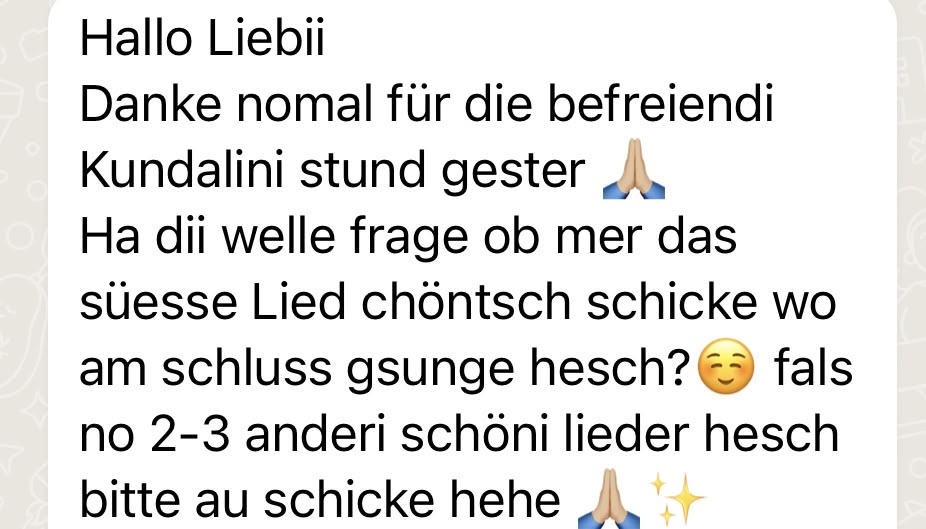 Hallo Liebii
Danke nomal für die befreiendi
Kundalini stund gester 🙏🏼
Ha dii welle frage ob mer das
süesse Lied chöntsch schicke wo
am schluss gsunge hesch?☺️ fals
no 2-3 anderi schöni lieder hesch
bitte au schicke hehe 🙏🏼✨